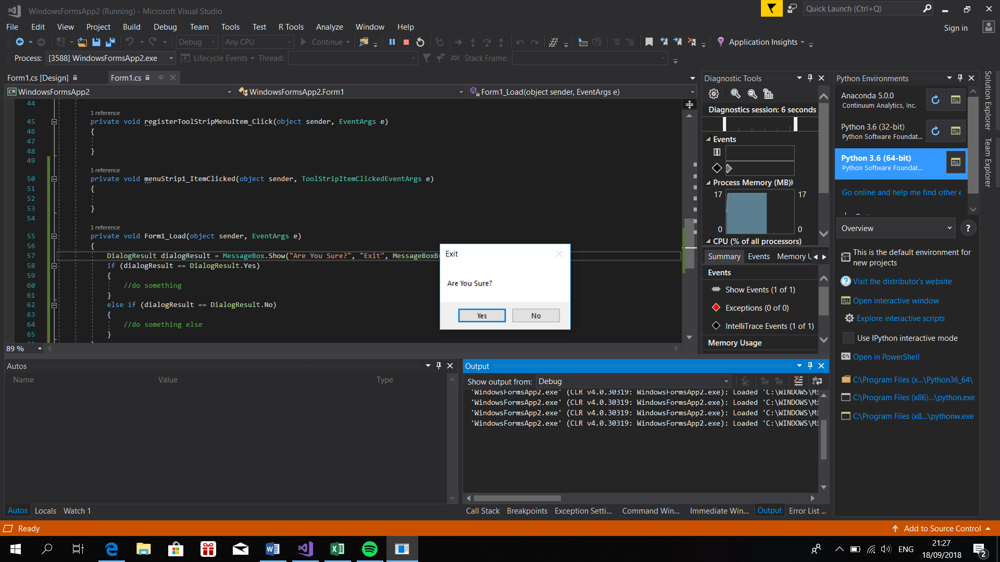 WindowsFormsApp2 (Running) - Microsoft Visual Studio
Quick Launch (Ctrl+Q)
File Edit View Project Build Debug Team Tools Test R Tools Analyze Window Help
Sign in
Debug Any CPU Continue Application Insights
Process: [3588] WindowsFormsApp2.exe Lifecycle Events Thread: Stack Frame:
Form1.cs [Design] Form1.cs
WindowsFormsApp2 WindowsFormsApp2.Form1 Form1_Load(object sender, EventArgs e)
44
1 reference
45 private void registerToolStripMenuItem_Click(object sender, EventArgs e)
46 {
47
48 }
49
1 reference
50 private void menuStrip1_ItemClicked(object sender, ToolStripItemClickedEventArgs e)
51 {
52
53 }
54
1 reference
55 private void Form1_Load(object sender, EventArgs e)
56 {
57 DialogResult dialogResult = MessageBox.Show("Are You Sure?", "Exit", MessageBoxB
58 if (dialogResult == DialogResult.Yes)
59 {
60 //do something
61 }
62 else if (dialogResult == DialogResult.No)
63 {
64 //do something else
65 }
89 %
Exit
Are You Sure?
Yes No
Diagnostic Tools
Diagnostics session: 6 seconds
Events
Process Memory (MB)
17 17
0 0
CPU (% of all processors)
Summary Events Memory U
Events
Show Events (1 of 1)
Exceptions (0 of 0)
IntelliTrace Events (1 of 1)
Memory Usage
Python Environments
Anaconda 5.0.0
Continuum Analytics, Inc.
Python 3.6 (32-bit)
Python Software Foundat...
Python 3.6 (64-bit)
Python Software Foundat...
Go online and help me find other e
Overview
?
This is the default environment for
new projects
Visit the distributor's website
Open interactive window
Explore interactive scripts
Use IPython interactive mode
Open in PowerShell
C:\Program Files (x...\Python36_64\
C:\Program Files (x86)...\python.exe
C:\Program Files (x8...\pythonw.exe
Solution Explorer
Team Explorer
Autos
Name Value Type
Autos Locals Watch 1
Output
Show output from: Debug
'WindowsFormsApp2.exe' (CLR v4.0.30319: WindowsFormsApp2.exe): Loaded 'C:\WINDOWS\Mi
'WindowsFormsApp2.exe' (CLR v4.0.30319: WindowsFormsApp2.exe): Loaded 'C:\WINDOWS\Mi
'WindowsFormsApp2.exe' (CLR v4.0.30319: WindowsFormsApp2.exe): Loaded 'C:\WINDOWS\Mi
'WindowsFormsApp2.exe' (CLR v4.0.30319: WindowsFormsApp2.exe): Loaded 'C:\WINDOWS\Mi
Call Stack Breakpoints Exception Setti... Command Win... Immediate Win... Output Error List ...
Ready
Add to Source Control
ENG
21:27
18/09/2018
2